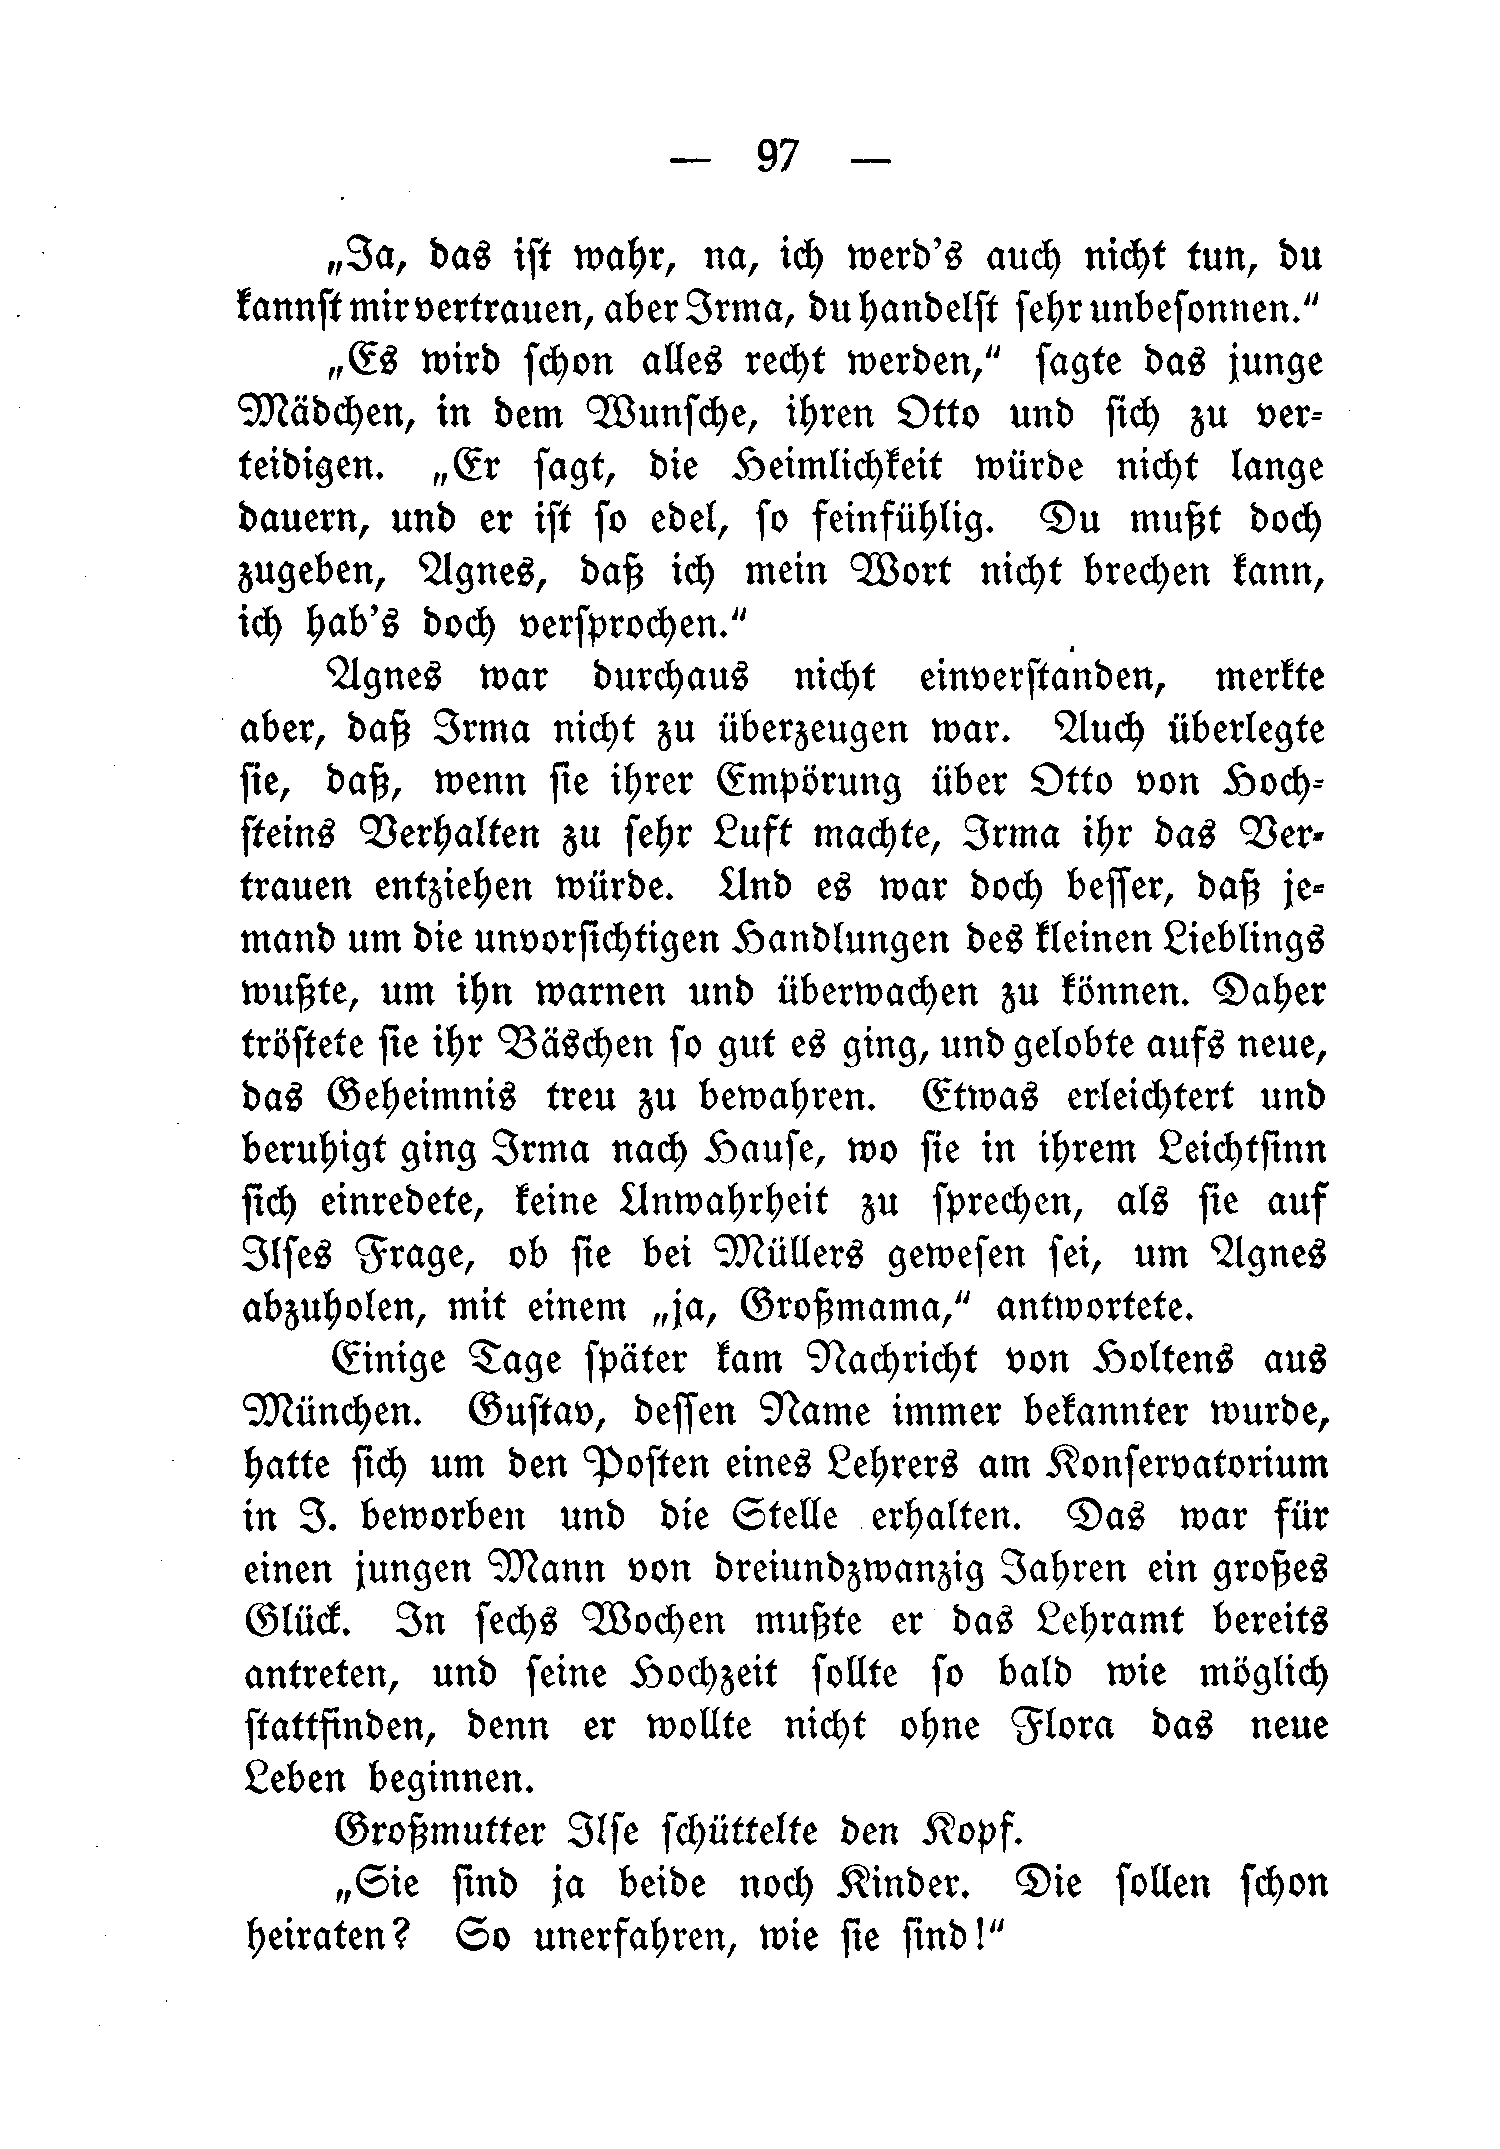 — 97 —
„Ja, das ist wahr, na, ich werd's auch nicht tun, du
kannst mir vertrauen, aber Irma, du handelst sehr unbesonnen.“
„Es wird schon alles recht werden,“ sagte das junge
Mädchen, in dem Wunsche, ihren Otto und sich zu ver-
teidigen. „Er sagt, die Heimlichkeit würde nicht lange
dauern, und er ist so edel, so feinfühlig. Du mußt doch
zugeben, Agnes, daß ich mein Wort nicht brechen kann,
ich hab's doch versprochen.“
Agnes war durchaus nicht einverstanden, merkte
aber, daß Irma nicht zu überzeugen war. Auch überlegte
sie, daß, wenn sie ihrer Empörung über Otto von Hoch-
steins Verhalten zu sehr Luft machte, Irma ihr das Ver-
trauen entziehen würde. Und es war doch besser, daß je-
mand um die unvorsichtigen Handlungen des kleinen Lieblings
wußte, um ihn warnen und überwachen zu können. Daher
tröstete sie ihr Bäschen so gut es ging, und gelobte aufs neue,
das Geheimnis treu zu bewahren. Etwas erleichtert und
beruhigt ging Irma nach Hause, wo sie in ihrem Leichtsinn
sich einredete, keine Unwahrheit zu sprechen, als sie auf
Ilses Frage, ob sie bei Müllers gewesen sei, um Agnes
abzuholen, mit einem „ja, Großmama,“ antwortete.
Einige Tage später kam Nachricht von Holtens aus
München. Gustav, dessen Name immer bekannter wurde,
hatte sich um den Posten eines Lehrers am Konservatorium
in J. beworben und die Stelle erhalten. Das war für
einen jungen Mann von dreiundzwanzig Jahren ein großes
Glück. In sechs Wochen mußte er das Lehramt bereits
antreten, und seine Hochzeit sollte so bald wie möglich
stattfinden, denn er wollte nicht ohne Flora das neue
Leben beginnen.
Großmutter Ilse schüttelte den Kopf.
„Sie sind ja beide noch Kinder. Die sollen schon
heiraten? So unerfahren, wie sie sind!“